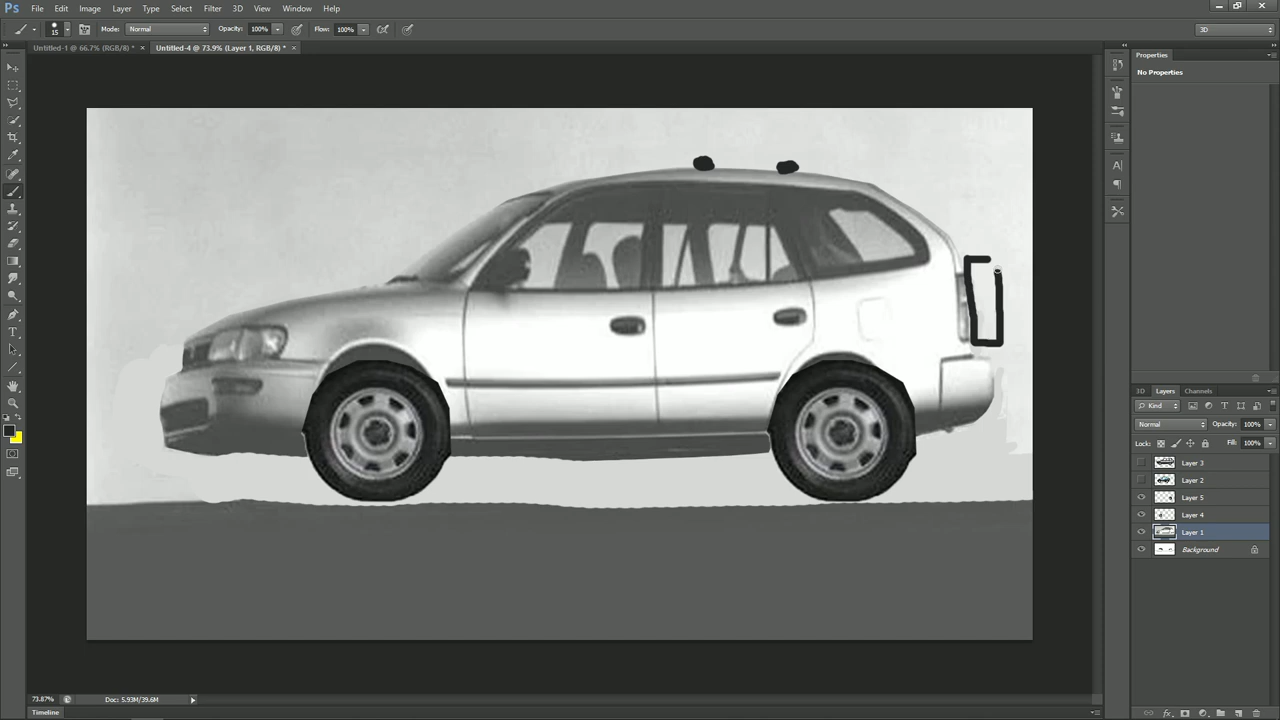 Ps File Edit Image Layer Type Select Filter 3D View Window Help
15 Mode: Normal Opacity: 100% Flow: 100% 3D
Untitled-1 @ 66.7% (RGB/8) * × Untitled-4 @ 73.9% (Layer 1, RGB/8) * ×
Properties
No Properties
3D Layers Channels
Kind
Normal Opacity: 100%
Lock: Fill: 100%
Layer 3
Layer 2
Layer 5
Layer 4
Layer 1
Background
73.87% Doc: 5.93M/39.6M
Timeline